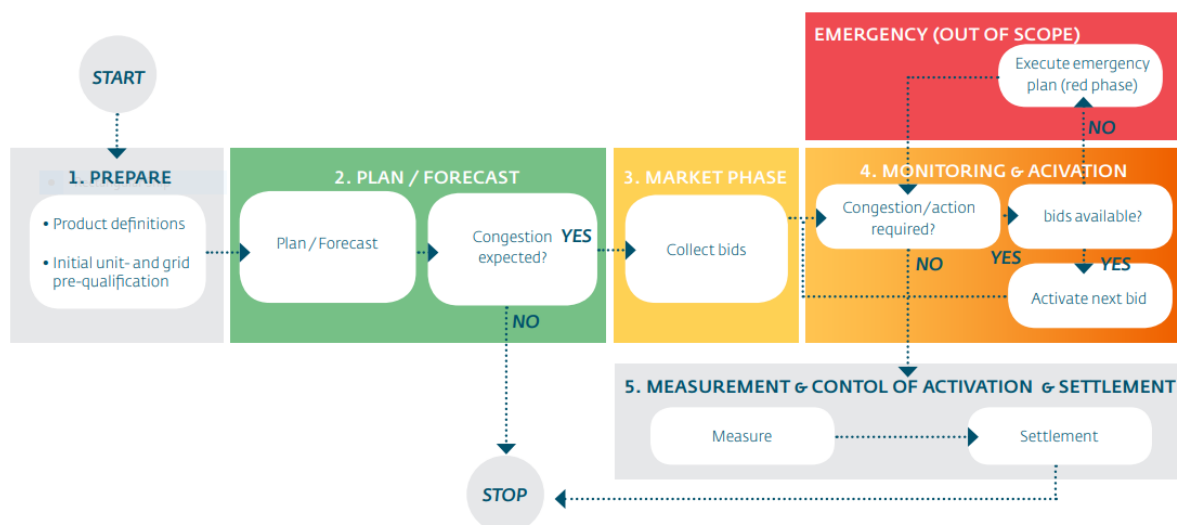 START
1. PREPARE
• Product definitions
• Initial unit- and grid
pre-qualification
2. PLAN / FORECAST
Plan / Forecast
Congestion
expected?
YES
NO
3. MARKET PHASE
Collect bids
EMERGENCY (OUT OF SCOPE)
Execute emergency
plan (red phase)
NO
4. MONITORING & ACIVATION
Congestion/action
required?
YES
NO
bids available?
YES
Activate next bid
5. MEASUREMENT & CONTOL OF ACTIVATION & SETTLEMENT
Measure
Settlement
STOP